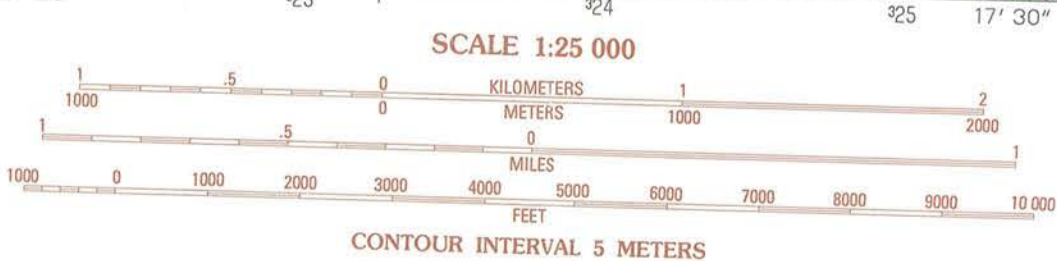 ³23 ³24 ³25 17' 30"
SCALE 1:25 000
1 .5 0 KILOMETERS 1 2
1000 0 METERS 1000 2000
1 .5 0 1
MILES
1000 0 1000 2000 3000 4000 5000 6000 7000 8000 9000 10 000
FEET
CONTOUR INTERVAL 5 METERS